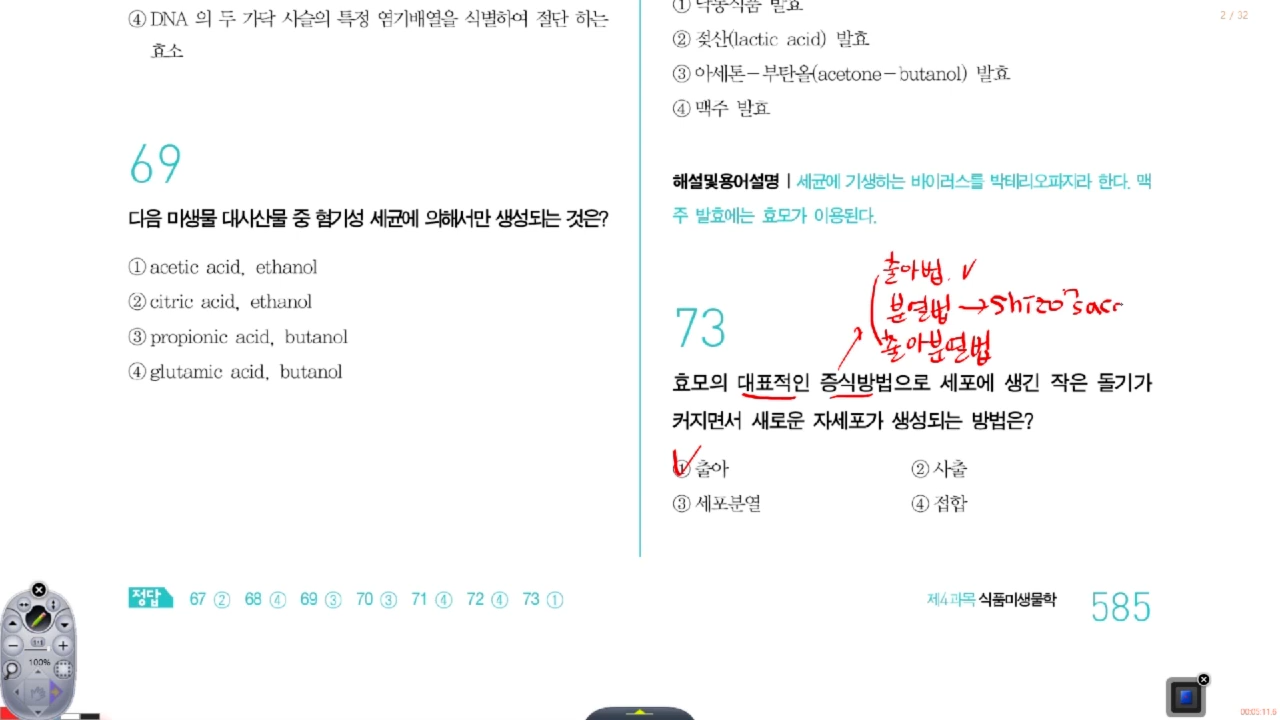 ④ DNA 의 두 가닥 사슬의 특정 염기배열을 식별하여 절단 하는
효소
69
다음 미생물 대사산물 중 혐기성 세균에 의해서만 생성되는 것은?
① acetic acid, ethanol
② citric acid, ethanol
③ propionic acid, butanol
④ glutamic acid, butanol
① 낙농식품 발효
② 젖산(lactic acid) 발효
③ 아세톤-부탄올(acetone-butanol) 발효
④ 맥주 발효
해설및용어설명 | 세균에 기생하는 바이러스를 박테리오파지라 한다. 맥
주 발효에는 효모가 이용된다.
출아법.
분열법 → shizosacc
출아분열법
73
효모의 대표적인 증식방법으로 세포에 생긴 작은 돌기가
커지면서 새로운 자세포가 생성되는 방법은?
① 출아 ② 사출
③ 세포분열 ④ 접합
정답 67 ② 68 ④ 69 ③ 70 ③ 71 ④ 72 ④ 73 ①
제4과목 식품미생물학 585
2 / 32
100%
00:05:11.6